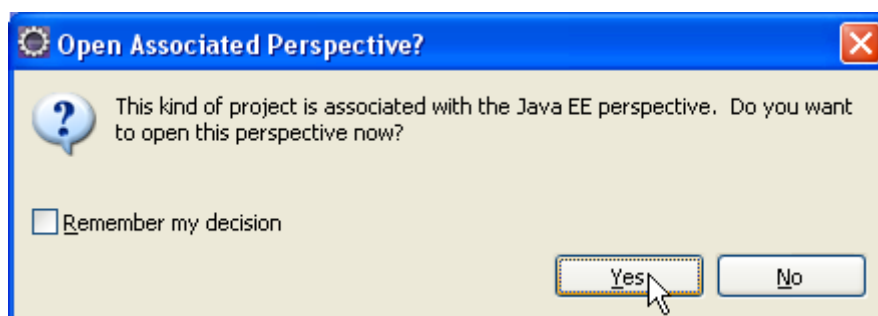 Open Associated Perspective?
This kind of project is associated with the Java EE perspective. Do you want
to open this perspective now?
Remember my decision
Yes No